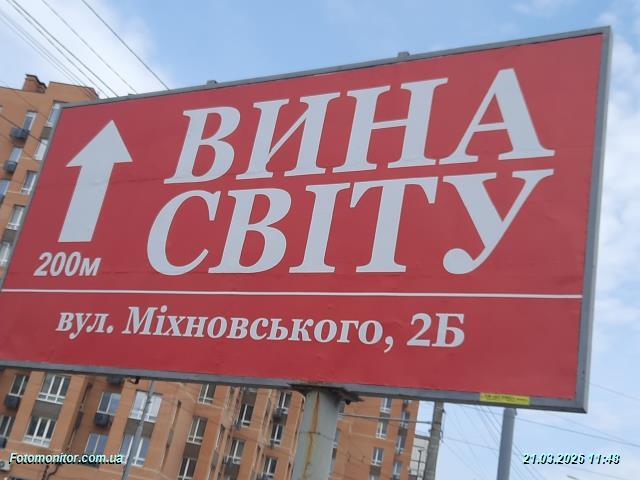 ВИНА
СВІТУ
200м
вул. Міхновського, 2Б
Fotomonitor.com.ua
21.03.2026 11:48